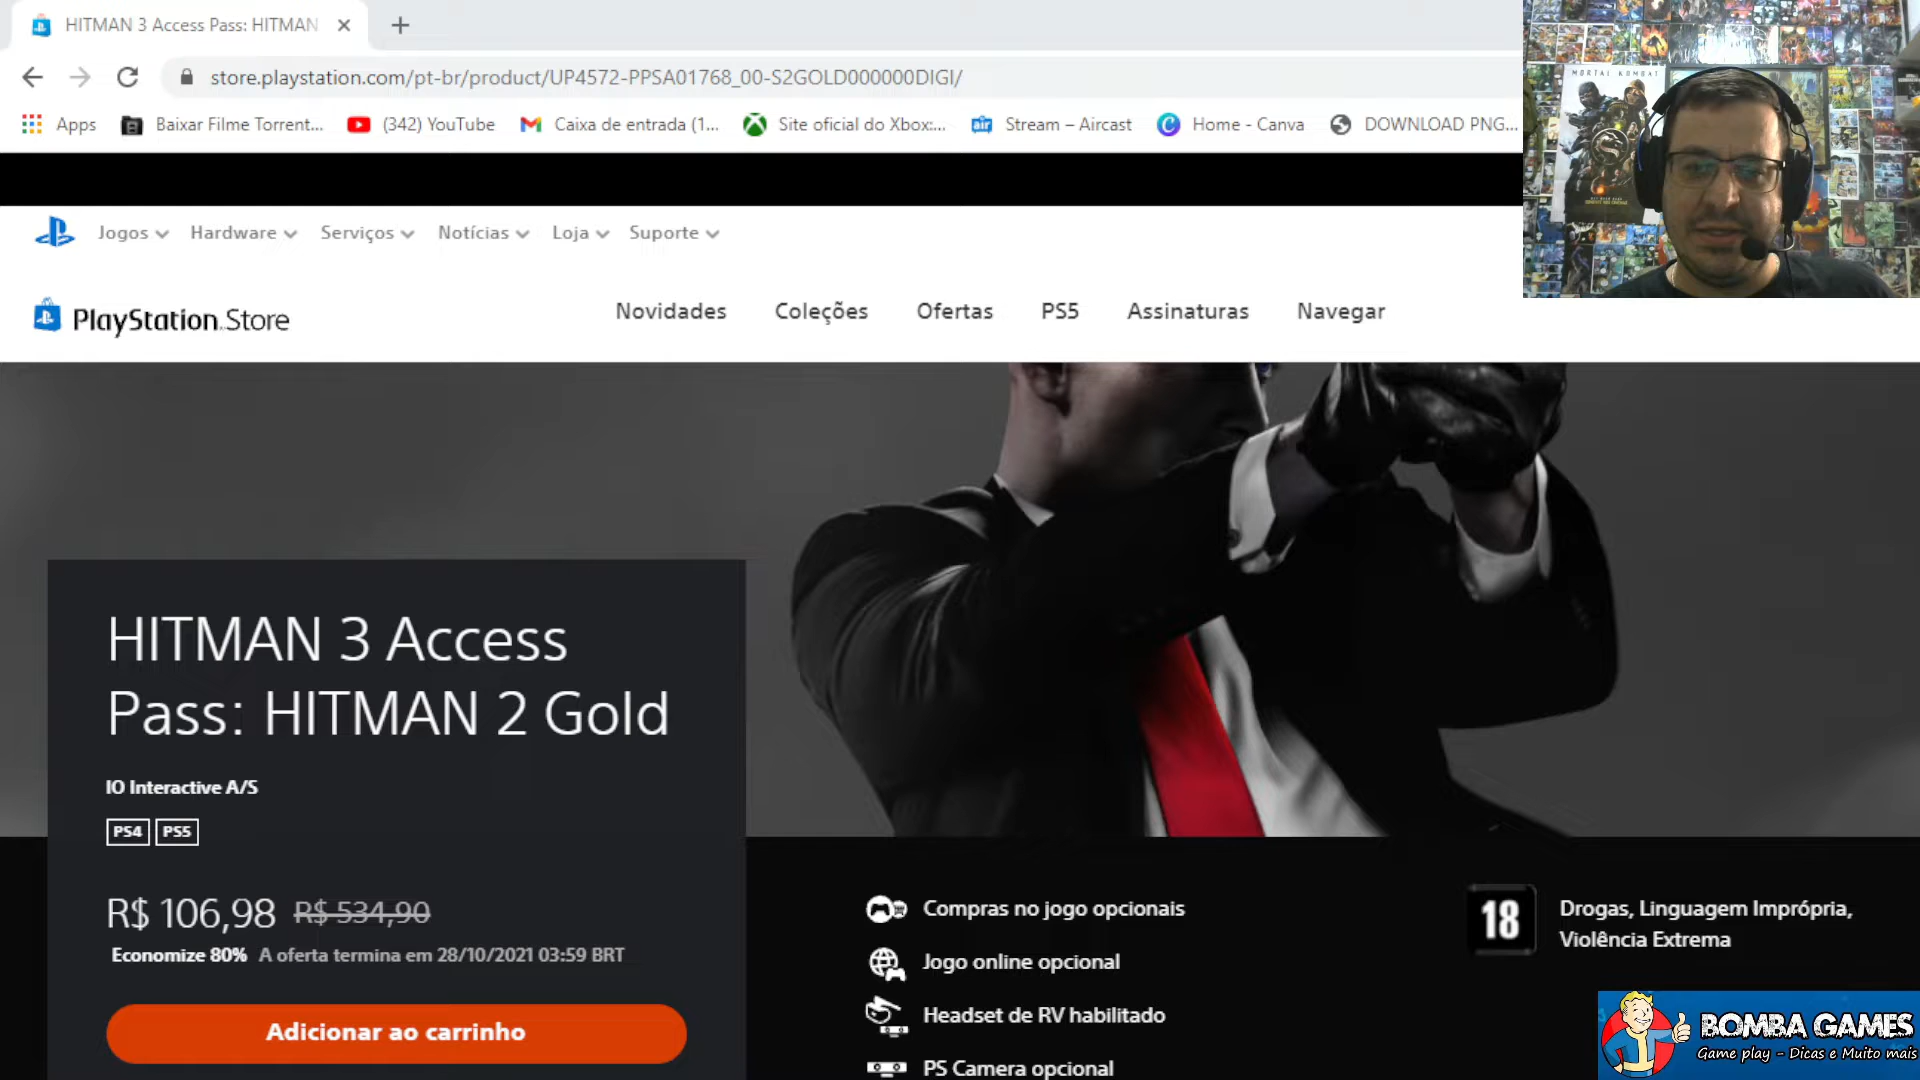 HITMAN 3 Access Pass: HITMAN
store.playstation.com/pt-br/product/UP4572-PPSA01768_00-S2GOLD000000DIGI/
Apps
Baixar Filme Torrent...
(342) YouTube
Caixa de entrada (1...
Site oficial do Xbox:...
air
Stream – Aircast
Home - Canva
DOWNLOAD PNG...
MORTAL KOMBAT
Jogos
Hardware
Serviços
Notícias
Loja
Suporte
PlayStation Store
Novidades
Coleções
Ofertas
PS5
Assinaturas
Navegar
HITMAN 3 Access
Pass: HITMAN 2 Gold
IO Interactive A/S
PS4 PS5
R$ 106,98 R$ 534,90
Economize 80% A oferta termina em 28/10/2021 03:59 BRT
Adicionar ao carrinho
Compras no jogo opcionais
Jogo online opcional
Headset de RV habilitado
PS Camera opcional
18
Drogas, Linguagem Imprópria,
Violência Extrema
BOMBA GAMES
Game play - Dicas e Muito mais